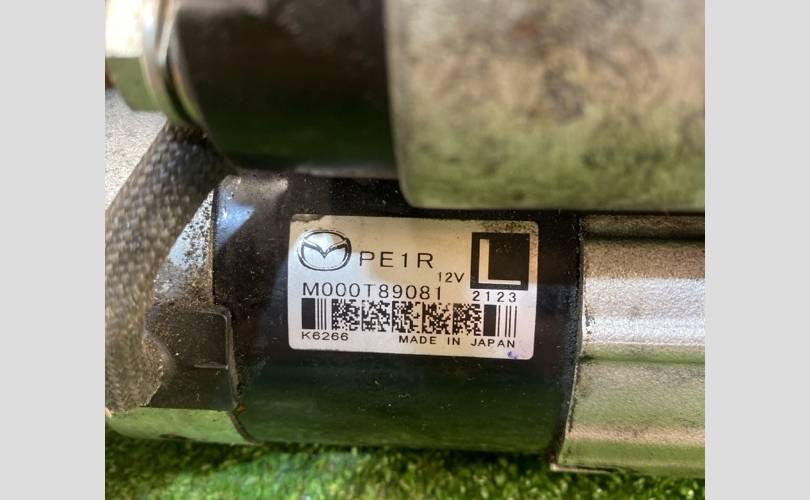 PE1R
12V
L
M000T89081 2123
K6266 MADE IN JAPAN